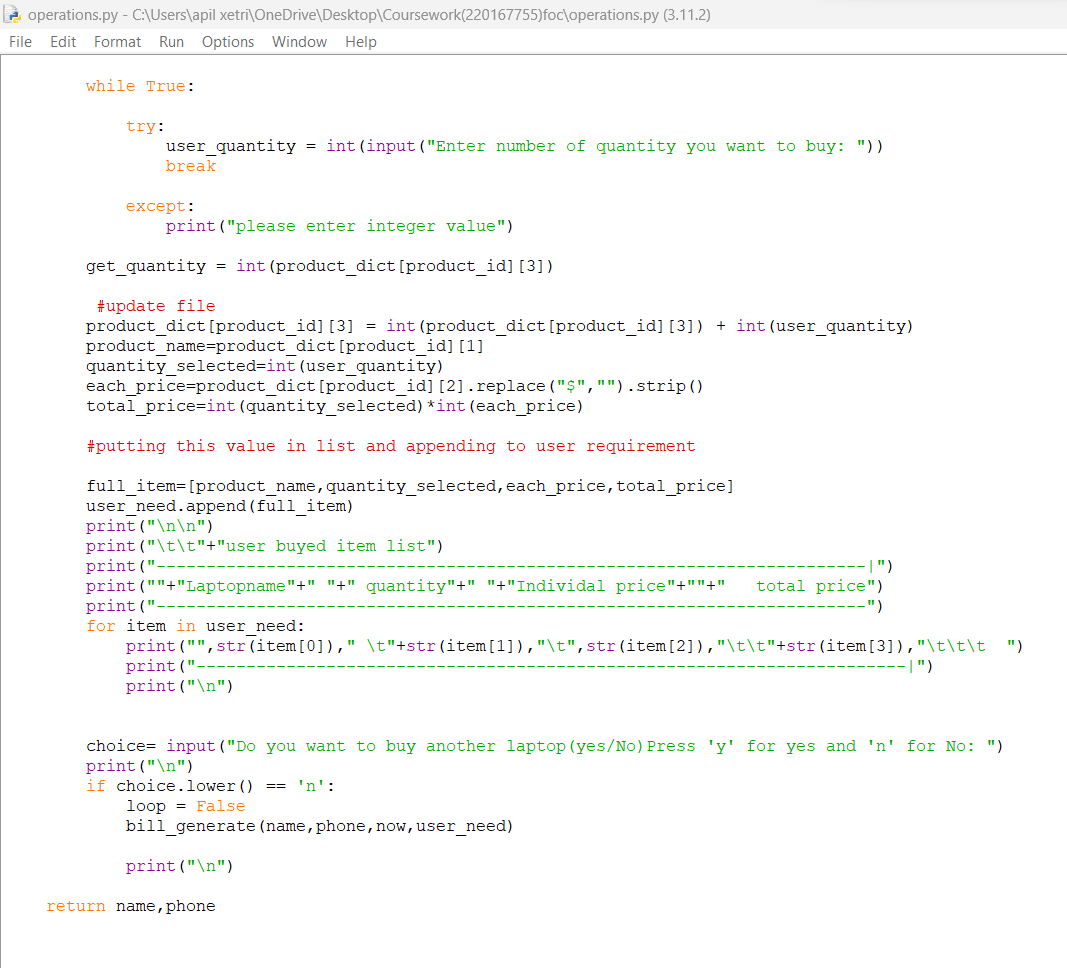 operations.py - C:\Users\apil xetri\OneDrive\Desktop\Coursework(220167755)foc\operations.py (3.11.2)
File Edit Format Run Options Window Help
while True:
try:
user_quantity = int(input("Enter number of quantity you want to buy: "))
break
except:
print("please enter integer value")
get_quantity = int(product_dict[product_id][3])
#update file
product_dict[product_id][3] = int(product_dict[product_id][3]) + int(user_quantity)
product_name=product_dict[product_id][1]
quantity_selected=int(user_quantity)
each_price=product_dict[product_id][2].replace("$","").strip()
total_price=int(quantity_selected)*int(each_price)
#putting this value in list and appending to user requirement
full_item=[product_name,quantity_selected,each_price,total_price]
user_need.append(full_item)
print("\n\n")
print("\t\t"+"user buyed item list")
print("-----------------------------------------------------------------------|")
print(""+"Laptopname"+" "+" quantity"+" "+"Individal price"+""+"   total price")
print("-----------------------------------------------------------------------")
for item in user_need:
print("",str(item[0])," \t"+str(item[1]),"\t",str(item[2]),"\t\t"+str(item[3]),"\t\t\t  ")
print("-----------------------------------------------------------------------|")
print("\n")
choice= input("Do you want to buy another laptop(yes/No)Press 'y' for yes and 'n' for No: ")
print("\n")
if choice.lower() == 'n':
loop = False
bill_generate(name,phone,now,user_need)
print("\n")
return name,phone